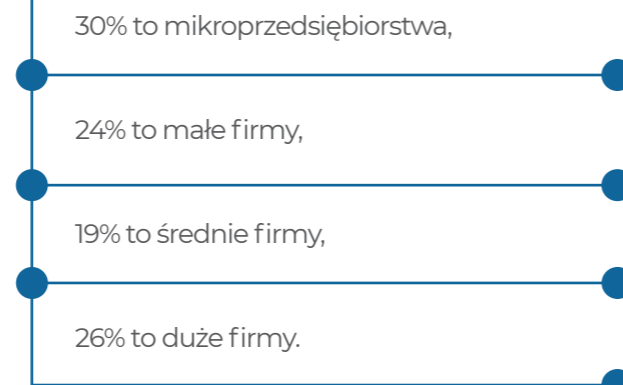 30% to mikroprzedsiębiorstwa,
24% to małe firmy,
19% to średnie firmy,
26% to duże firmy.